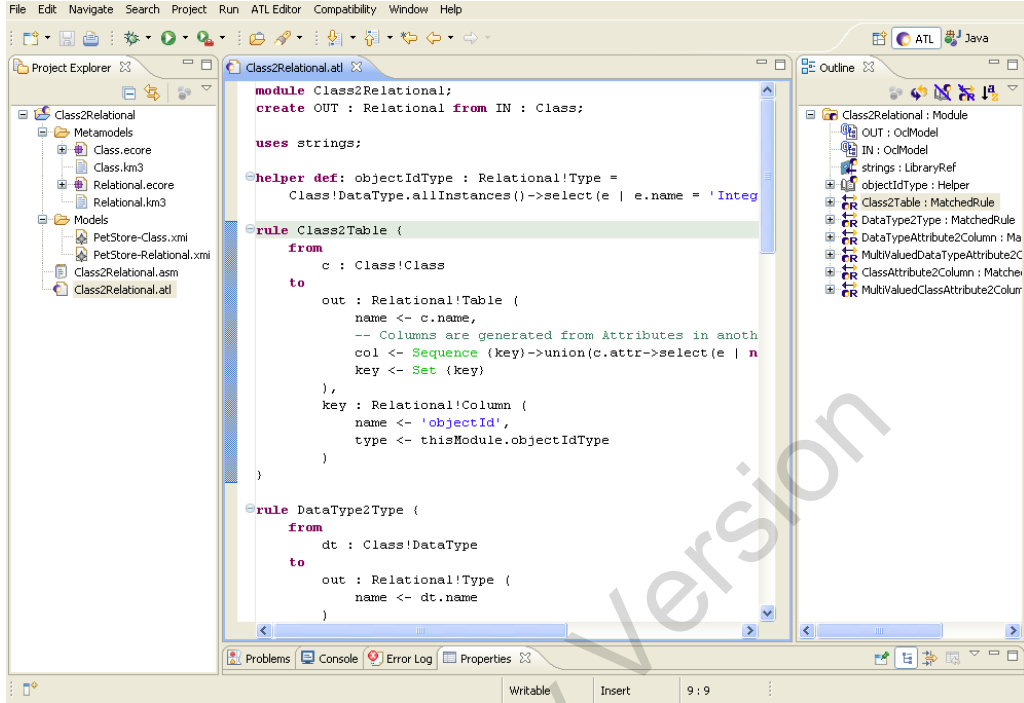 File Edit Navigate Search Project Run ATL Editor Compatibility Window Help
ATL Java
Project Explorer
Class2Relational
Metamodels
Class.ecore
Class.km3
Relational.ecore
Relational.km3
Models
PetStore-Class.xmi
PetStore-Relational.xmi
Class2Relational.asm
Class2Relational.atl
Class2Relational.atl
module Class2Relational;
create OUT : Relational from IN : Class;
uses strings;
helper def: objectIdType : Relational!Type =
Class!DataType.allInstances()->select(e | e.name = 'Integ
rule Class2Table {
from
c : Class!Class
to
out : Relational!Table (
name <- c.name,
-- Columns are generated from Attributes in anoth
col <- Sequence {key}->union(c.attr->select(e | n
key <- Set {key}
),
key : Relational!Column (
name <- 'objectId',
type <- thisModule.objectIdType
)
}
rule DataType2Type {
from
dt : Class!DataType
to
out : Relational!Type (
name <- dt.name
)
Outline
Class2Relational : Module
OUT : OclModel
IN : OclModel
strings : LibraryRef
objectIdType : Helper
Class2Table : MatchedRule
DataType2Type : MatchedRule
DataTypeAttribute2Column : Ma
MultiValuedDataTypeAttribute2C
ClassAttribute2Column : Matche
MultiValuedClassAttribute2Colum
Problems Console Error Log Properties
Writable Insert 9 : 9
Version